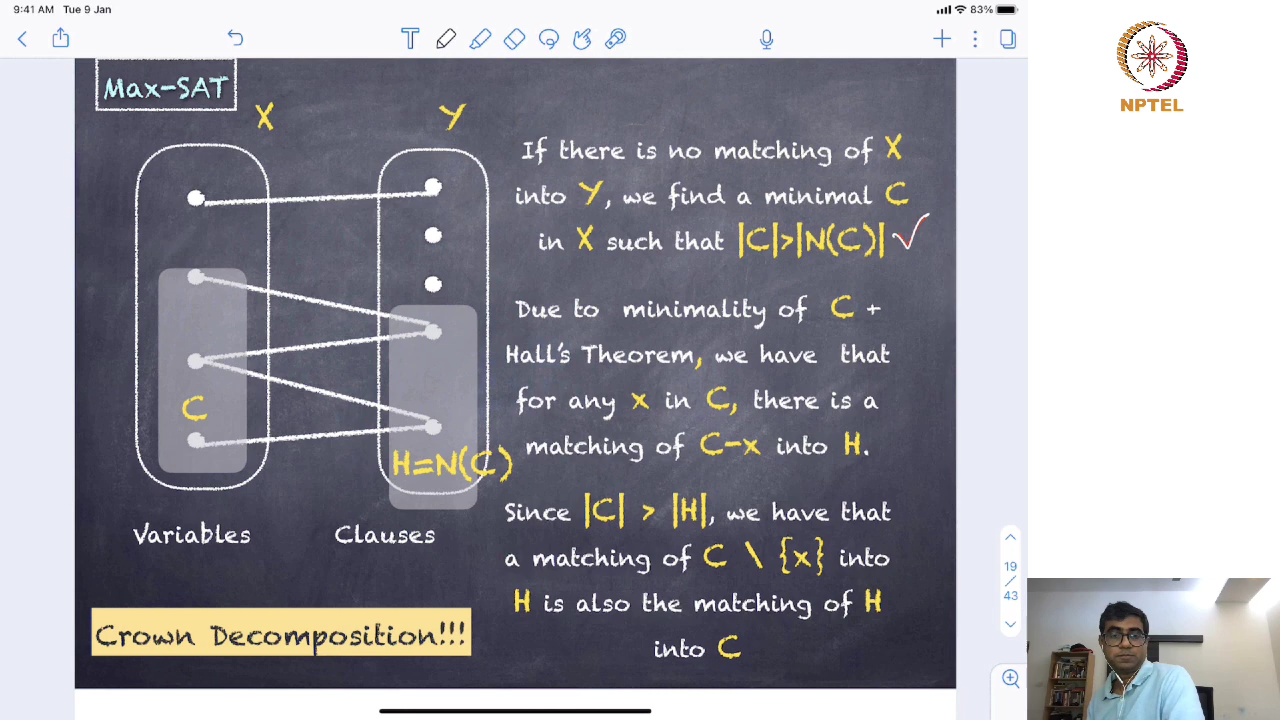 9:41 AM Tue 9 Jan
83%
Max-SAT
X
Y
If there is no matching of X
into Y, we find a minimal C
in X such that |C|>|N(C)| ✓
Due to minimality of C +
Hall's Theorem, we have that
for any x in C, there is a
matching of C-x into H.
Since |C| > |H|, we have that
a matching of C \ {x} into
H is also the matching of H
into C
C
H=N(C)
Variables
Clauses
Crown Decomposition!!!
19
/
43
NPTEL